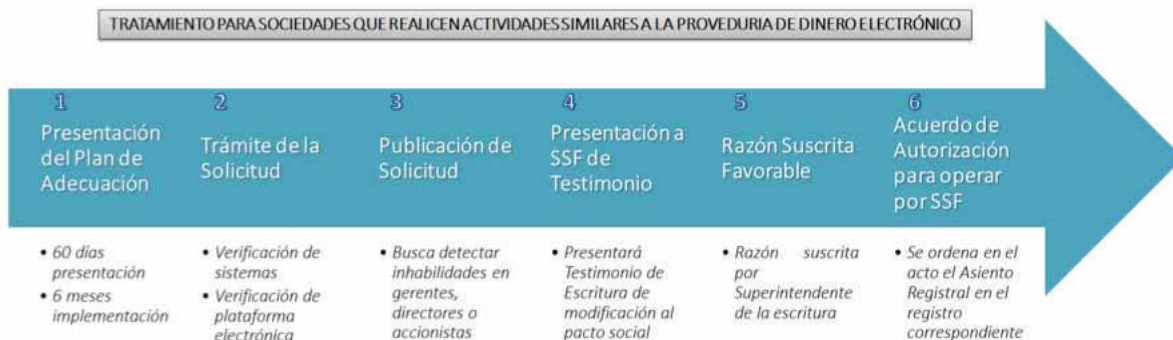 TRATAMIENTO PARA SOCIEDADES QUE REALICEN ACTIVIDADES SIMILARES A LA PROVEDURIA DE DINERO ELECTRÓNICO
1
Presentación
del Plan de
Adecuación
• 60 días
presentación
• 6 meses
implementación
2
Trámite de la
Solicitud
• Verificación de
sistemas
• Verificación de
plataforma
electrónica
3
Publicación de
Solicitud
• Busca detectar
inhabilidades en
gerentes,
directores o
accionistas
4
Presentación a
SSF de
Testimonio
• Presentará
Testimonio de
Escritura de
modificación al
pacto social
5
Razón Suscrita
Favorable
• Razón suscrita
por
Superintendente
de la escritura
6
Acuerdo de
Autorización
para operar
por SSF
• Se ordena en el
acto el Asiento
Registral en el
registro
correspondiente